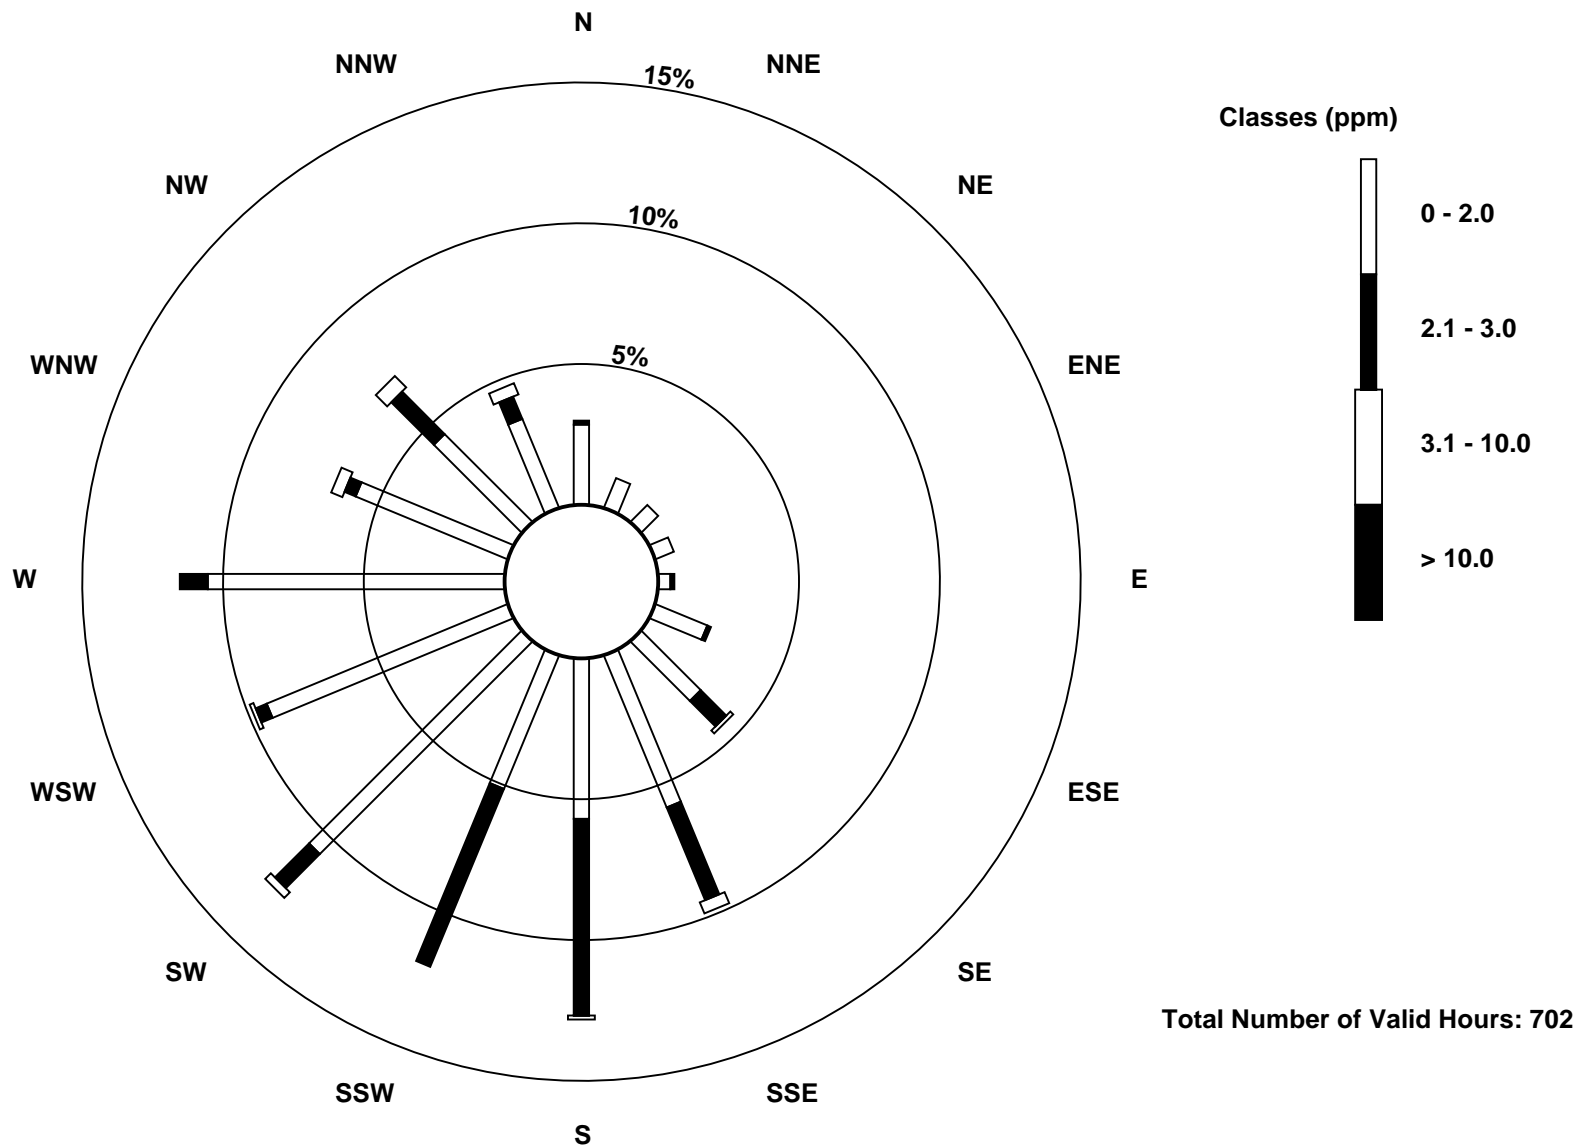 N
NNW
NNE
15%
Classes (ppm)
NW
NE
0 - 2.0
10%
2.1 - 3.0
5%
WNW
ENE
3.1 - 10.0
> 10.0
W
E
WSW
ESE
SW
SE
Total Number of Valid Hours: 702
SSW
SSE
S